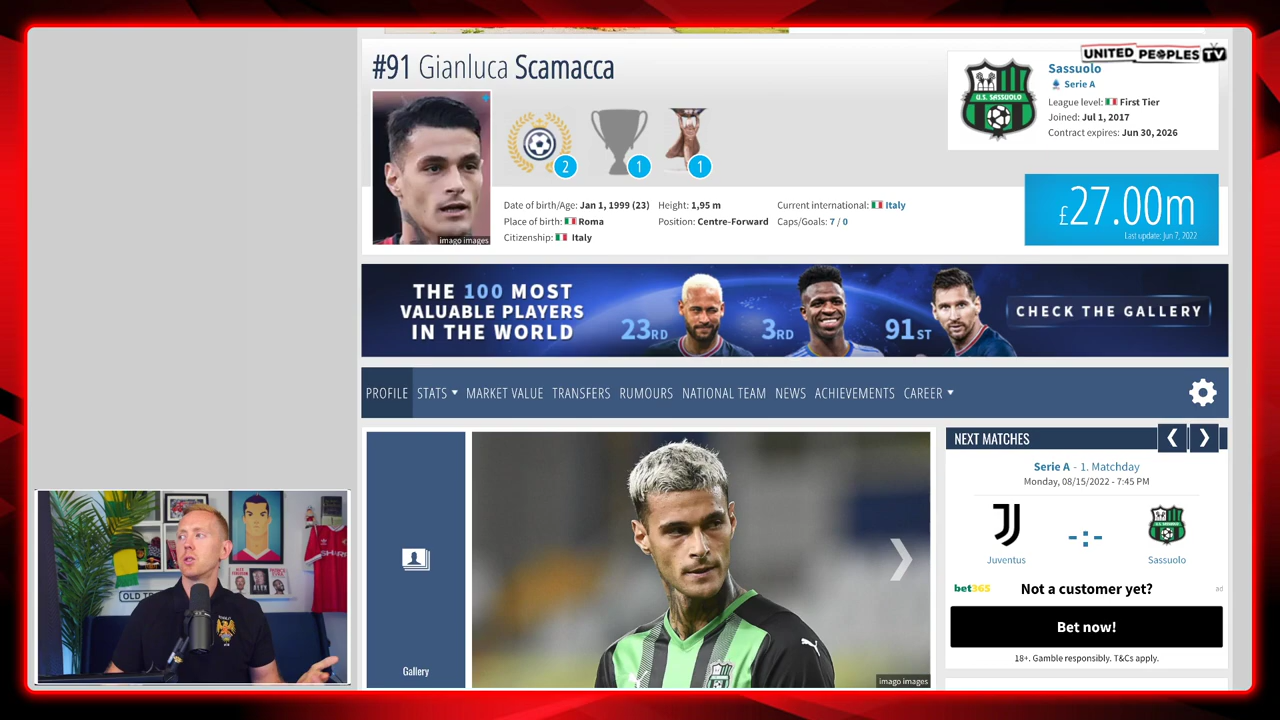 #91 Gianluca Scamacca
UNITED PEOPLES TV
Sassuolo
Serie A
League level: First Tier
Joined: Jul 1, 2017
Contract expires: Jun 30, 2026
U.S. SASSUOLO
2
1
1
imago images
Date of birth/Age: Jan 1, 1999 (23)
Place of birth: Roma
Citizenship: Italy
Height: 1,95 m
Position: Centre-Forward
Current international: Italy
Caps/Goals: 7 / 0
£27.00m
Last update: Jun 7, 2022
THE 100 MOST
VALUABLE PLAYERS
IN THE WORLD
23RD
3RD
91ST
CHECK THE GALLERY
PROFILE STATS MARKET VALUE TRANSFERS RUMOURS NATIONAL TEAM NEWS ACHIEVEMENTS CAREER
Gallery
imago images
NEXT MATCHES
Serie A - 1. Matchday
Monday, 08/15/2022 - 7:45 PM
-:-
Juventus
Sassuolo
bet365
Not a customer yet?
ad
Bet now!
18+. Gamble responsibly. T&Cs apply.
SHARP
OLD TR